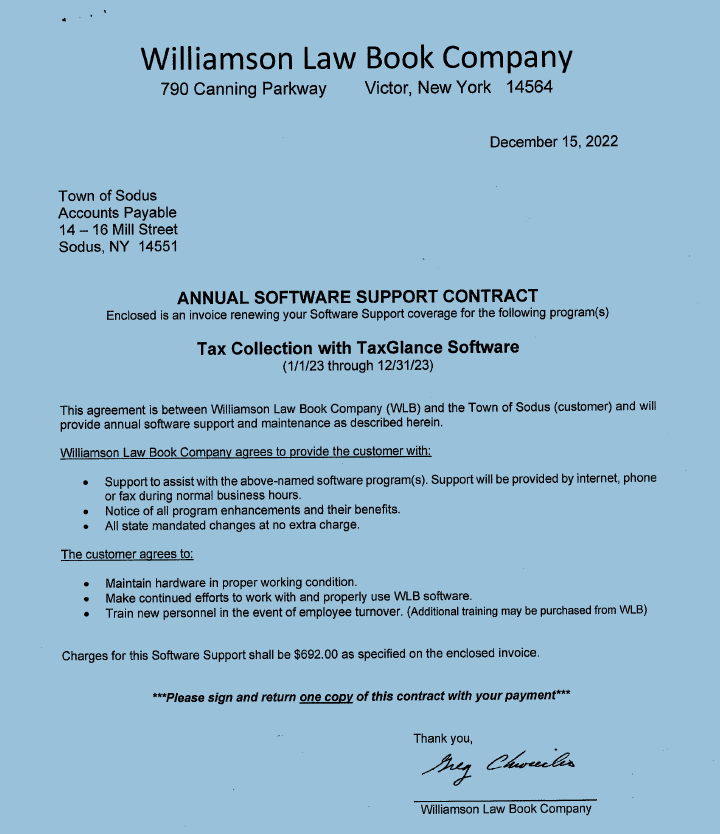 Williamson Law Book Company
790 Canning Parkway Victor, New York 14564
December 15, 2022
Town of Sodus
Accounts Payable
14 – 16 Mill Street
Sodus, NY 14551
ANNUAL SOFTWARE SUPPORT CONTRACT
Enclosed is an invoice renewing your Software Support coverage for the following program(s)
Tax Collection with TaxGlance Software
(1/1/23 through 12/31/23)
This agreement is between Williamson Law Book Company (WLB) and the Town of Sodus (customer) and will
provide annual software support and maintenance as described herein.
Williamson Law Book Company agrees to provide the customer with:
• Support to assist with the above-named software program(s). Support will be provided by internet, phone
or fax during normal business hours.
• Notice of all program enhancements and their benefits.
• All state mandated changes at no extra charge.
The customer agrees to:
• Maintain hardware in proper working condition.
• Make continued efforts to work with and properly use WLB software.
• Train new personnel in the event of employee turnover. (Additional training may be purchased from WLB)
Charges for this Software Support shall be $692.00 as specified on the enclosed invoice.
***Please sign and return one copy of this contract with your payment***
Thank you,
Greg
Williamson Law Book Company